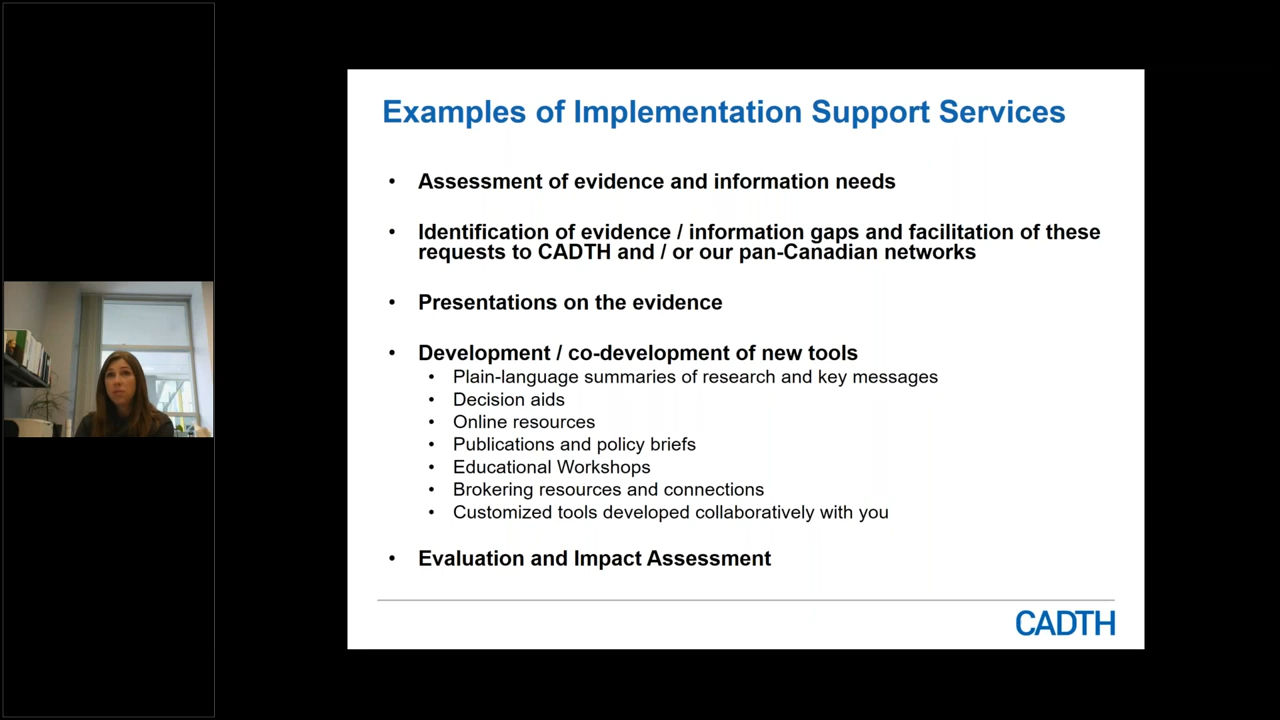 Examples of Implementation Support Services
• Assessment of evidence and information needs
• Identification of evidence / information gaps and facilitation of these
requests to CADTH and / or our pan-Canadian networks
• Presentations on the evidence
• Development / co-development of new tools
• Plain-language summaries of research and key messages
• Decision aids
• Online resources
• Publications and policy briefs
• Educational Workshops
• Brokering resources and connections
• Customized tools developed collaboratively with you
• Evaluation and Impact Assessment
CADTH